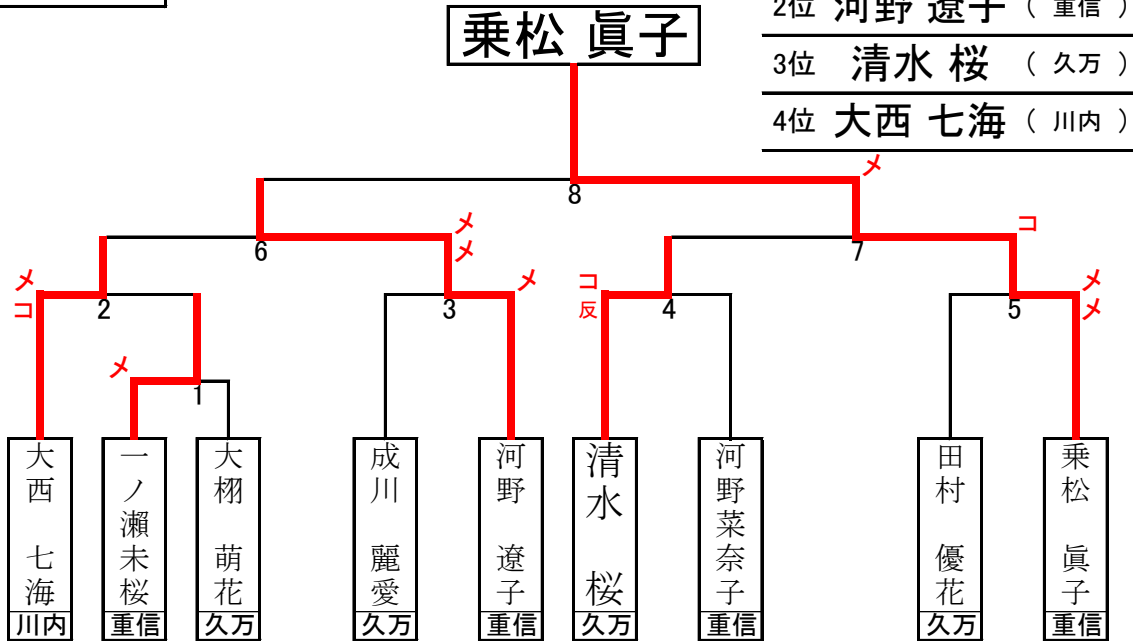 乗松 眞子
2位 河野 遼子 （ 重信 ）
3位 清水 桜 （ 久万 ）
4位 大西 七海 （ 川内 ）
メ
8
メ
メ
コ
6
7
メ
コ
メ
コ
反
メ
メ
2
3
4
5
メ
1
大西 七海
川内
一ノ瀬未桜
重信
大栩 萌花
久万
成川 麗愛
久万
河野 遼子
重信
清水 桜
久万
河野菜奈子
重信
田村 優花
久万
乗松 眞子
重信